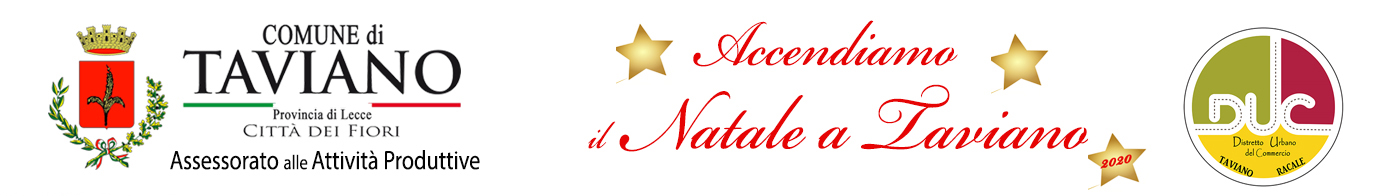 COMUNE di
TAVIANO
Provincia di Lecce
CITTÀ DEI FIORI
Assessorato alle Attività Produttive
Accendiamo
il Natale a Taviano
2020
DUC
Distretto Urbano
del Commercio
TAVIANO RACALE